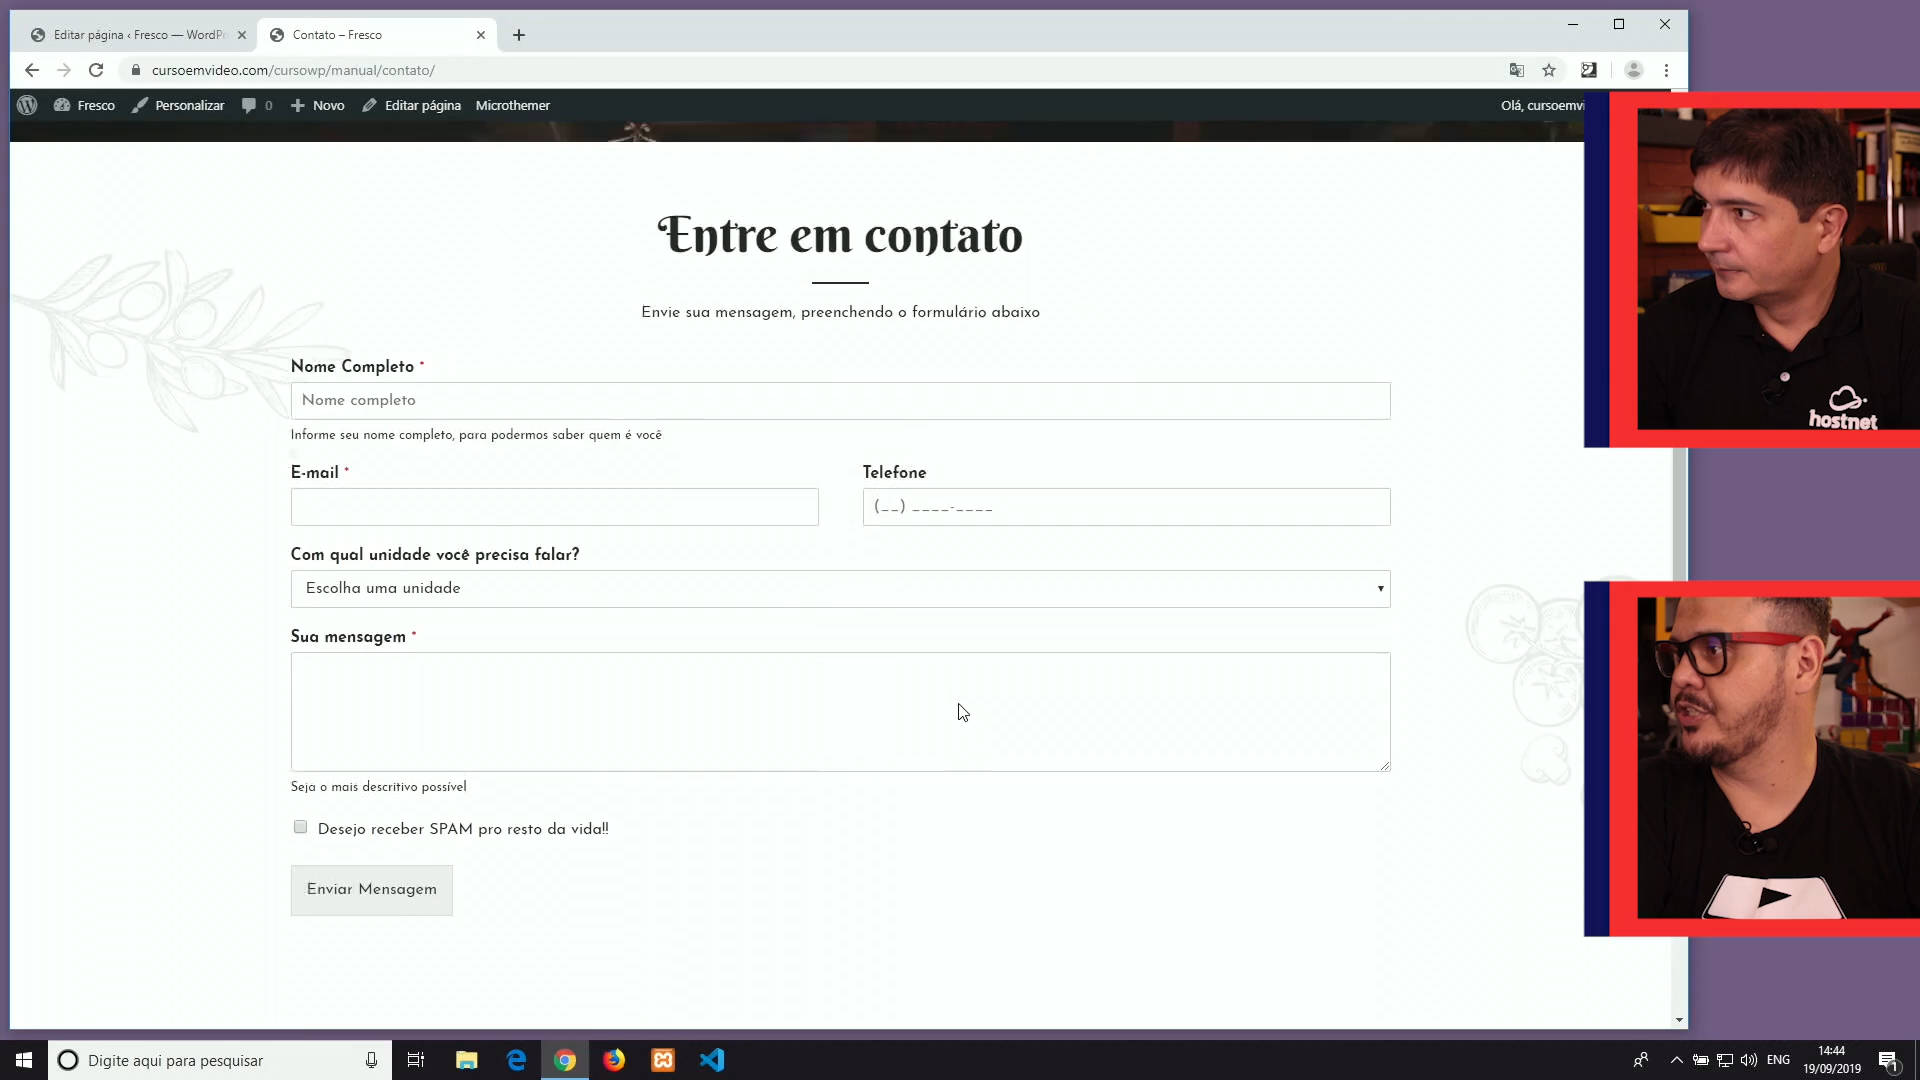 Editar página ‹ Fresco — WordP
Contato – Fresco
cursoemvideo.com/cursowp/manual/contato/
Fresco
Personalizar
0
Novo
Editar página
Microthemer
Olá, cursoemvi
Entre em contato
Envie sua mensagem, preenchendo o formulário abaixo
Nome Completo *
Nome completo
Informe seu nome completo, para podermos saber quem é você
E-mail *
Telefone
(__) ____-____
Com qual unidade você precisa falar?
Escolha uma unidade
Sua mensagem *
Seja o mais descritivo possível
Desejo receber SPAM pro resto da vida!!
Enviar Mensagem
hostnet
Digite aqui para pesquisar
ENG
14:44
19/09/2019
1